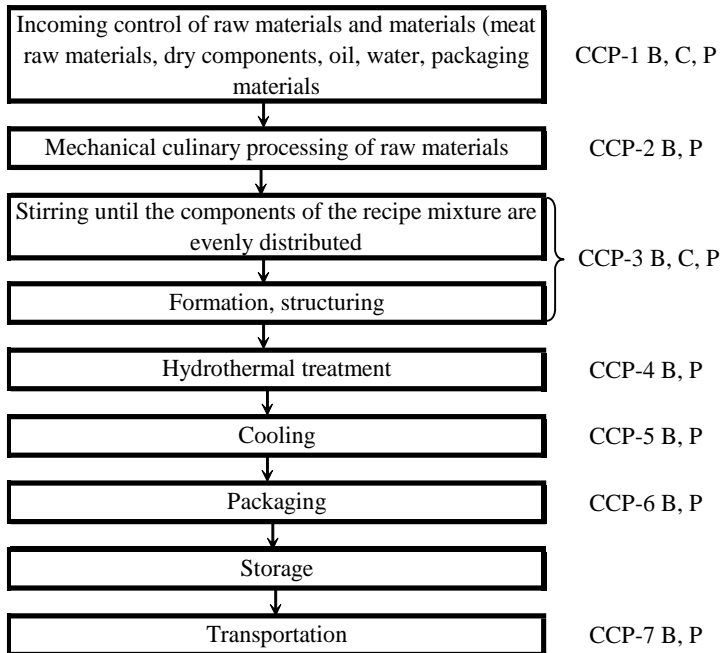 Incoming control of raw materials and materials (meat
raw materials, dry components, oil, water, packaging
materials
CCP-1 B, C, P
Mechanical culinary processing of raw materials
CCP-2 B, P
Stirring until the components of the recipe mixture are
evenly distributed
CCP-3 B, C, P
Formation, structuring
Hydrothermal treatment
CCP-4 B, P
Cooling
CCP-5 B, P
Packaging
CCP-6 B, P
Storage
Transportation
CCP-7 B, P